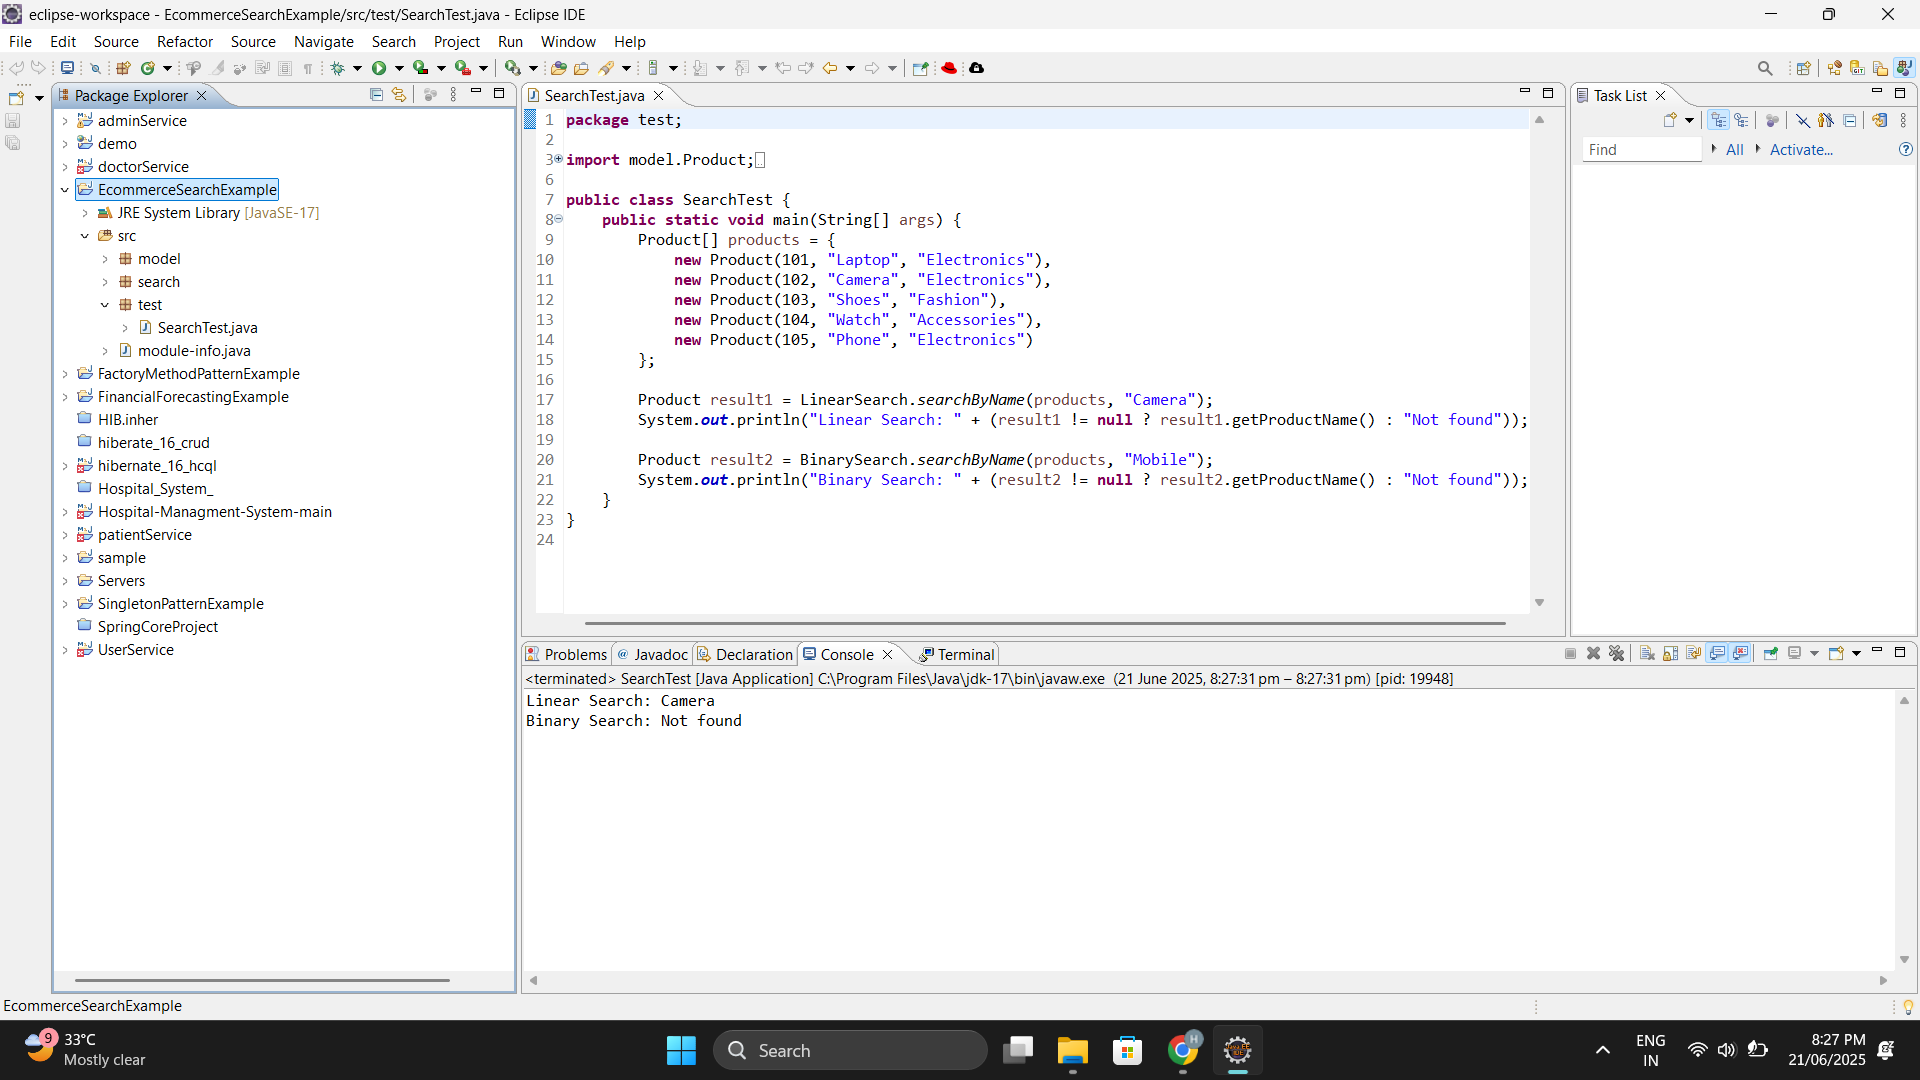 eclipse-workspace - EcommerceSearchExample/src/test/SearchTest.java - Eclipse IDE
File Edit Source Refactor Source Navigate Search Project Run Window Help
Package Explorer
adminService
demo
doctorService
EcommerceSearchExample
JRE System Library [JavaSE-17]
src
model
search
test
SearchTest.java
module-info.java
FactoryMethodPatternExample
FinancialForecastingExample
HIB.inher
hiberate_16_crud
hibernate_16_hcql
Hospital_System_
Hospital-Managment-System-main
patientService
sample
Servers
SingletonPatternExample
SpringCoreProject
UserService
SearchTest.java
1 package test;
2
3 import model.Product;
6
7 public class SearchTest {
8 public static void main(String[] args) {
9 Product[] products = {
10 new Product(101, "Laptop", "Electronics"),
11 new Product(102, "Camera", "Electronics"),
12 new Product(103, "Shoes", "Fashion"),
13 new Product(104, "Watch", "Accessories"),
14 new Product(105, "Phone", "Electronics")
15 };
16
17 Product result1 = LinearSearch.searchByName(products, "Camera");
18 System.out.println("Linear Search: " + (result1 != null ? result1.getProductName() : "Not found"));
19
20 Product result2 = BinarySearch.searchByName(products, "Mobile");
21 System.out.println("Binary Search: " + (result2 != null ? result2.getProductName() : "Not found"));
22 }
23 }
24
Task List
Find All Activate...
Problems Javadoc Declaration Console Terminal
<terminated> SearchTest [Java Application] C:\Program Files\Java\jdk-17\bin\javaw.exe (21 June 2025, 8:27:31 pm – 8:27:31 pm) [pid: 19948]
Linear Search: Camera
Binary Search: Not found
EcommerceSearchExample
9
33°C
Mostly clear
Search
H
ENG
IN
8:27 PM
21/06/2025